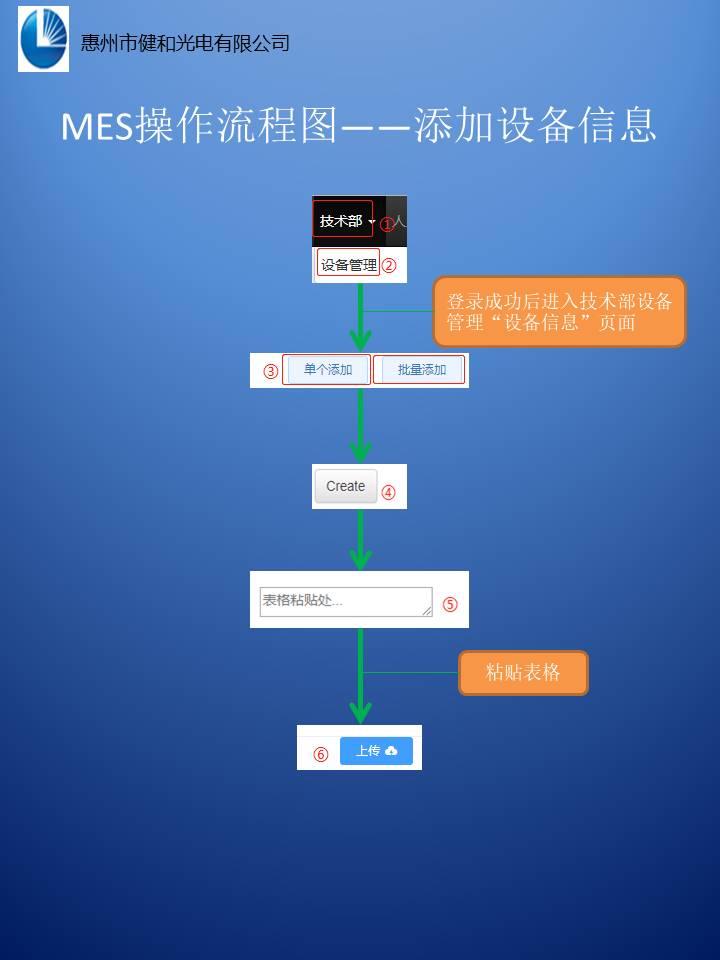 惠州市健和光电有限公司
MES操作流程图——添加设备信息
技术部 ① 人
设备管理 ②
登录成功后进入技术部设备
管理“设备信息”页面
③ 单个添加 批量添加
Create ④
表格粘贴处... ⑤
粘贴表格
⑥ 上传